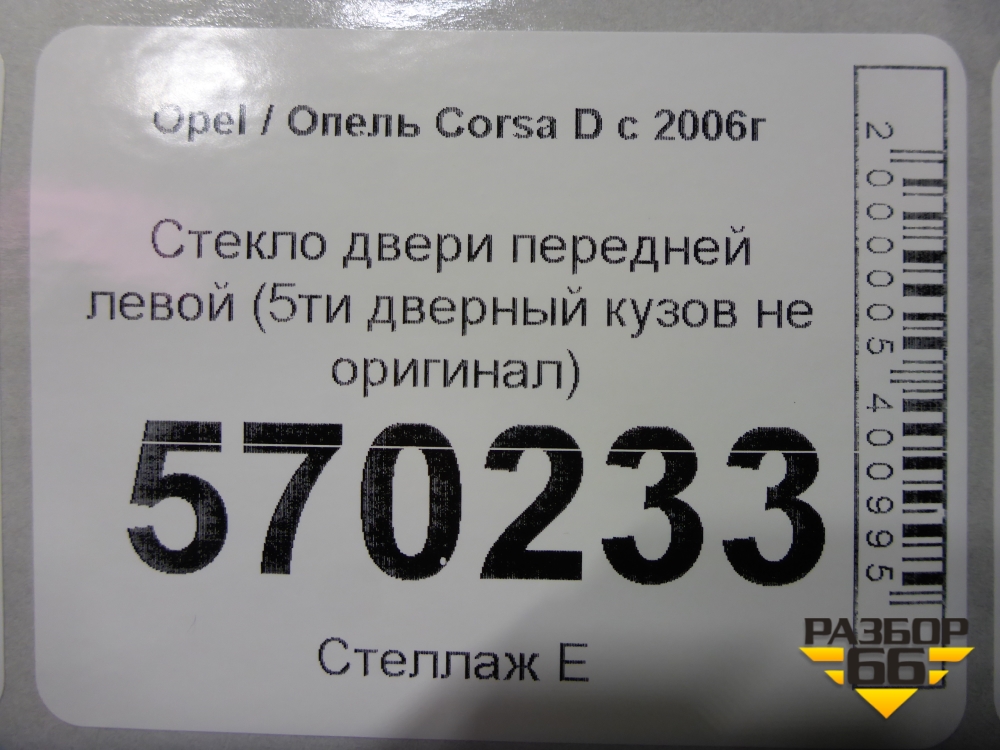 Opel / Опель Corsa D с 2006г
Стекло двери передней
левой (5ти дверный кузов не
оригинал)
570233
Стеллаж Е
2000005400995
РАЗБОР
66